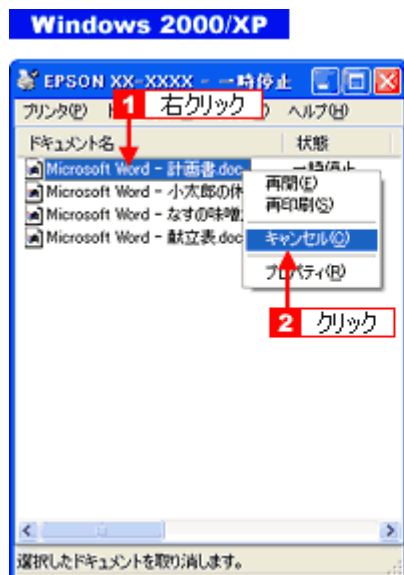 Windows 2000/XP
EPSON XX-XXXX - 一時停止
プリンタ(P) ヘルプ(H)
1 右クリック
ドキュメント名 状態
Microsoft Word - 計画書.doc 一時停止
Microsoft Word - 小太郎の休
Microsoft Word - なすの味噌
Microsoft Word - 献立表.doc
再開(E)
再印刷(S)
キャンセル(C)
プロパティ(R)
2 クリック
選択したドキュメントを取り消します。